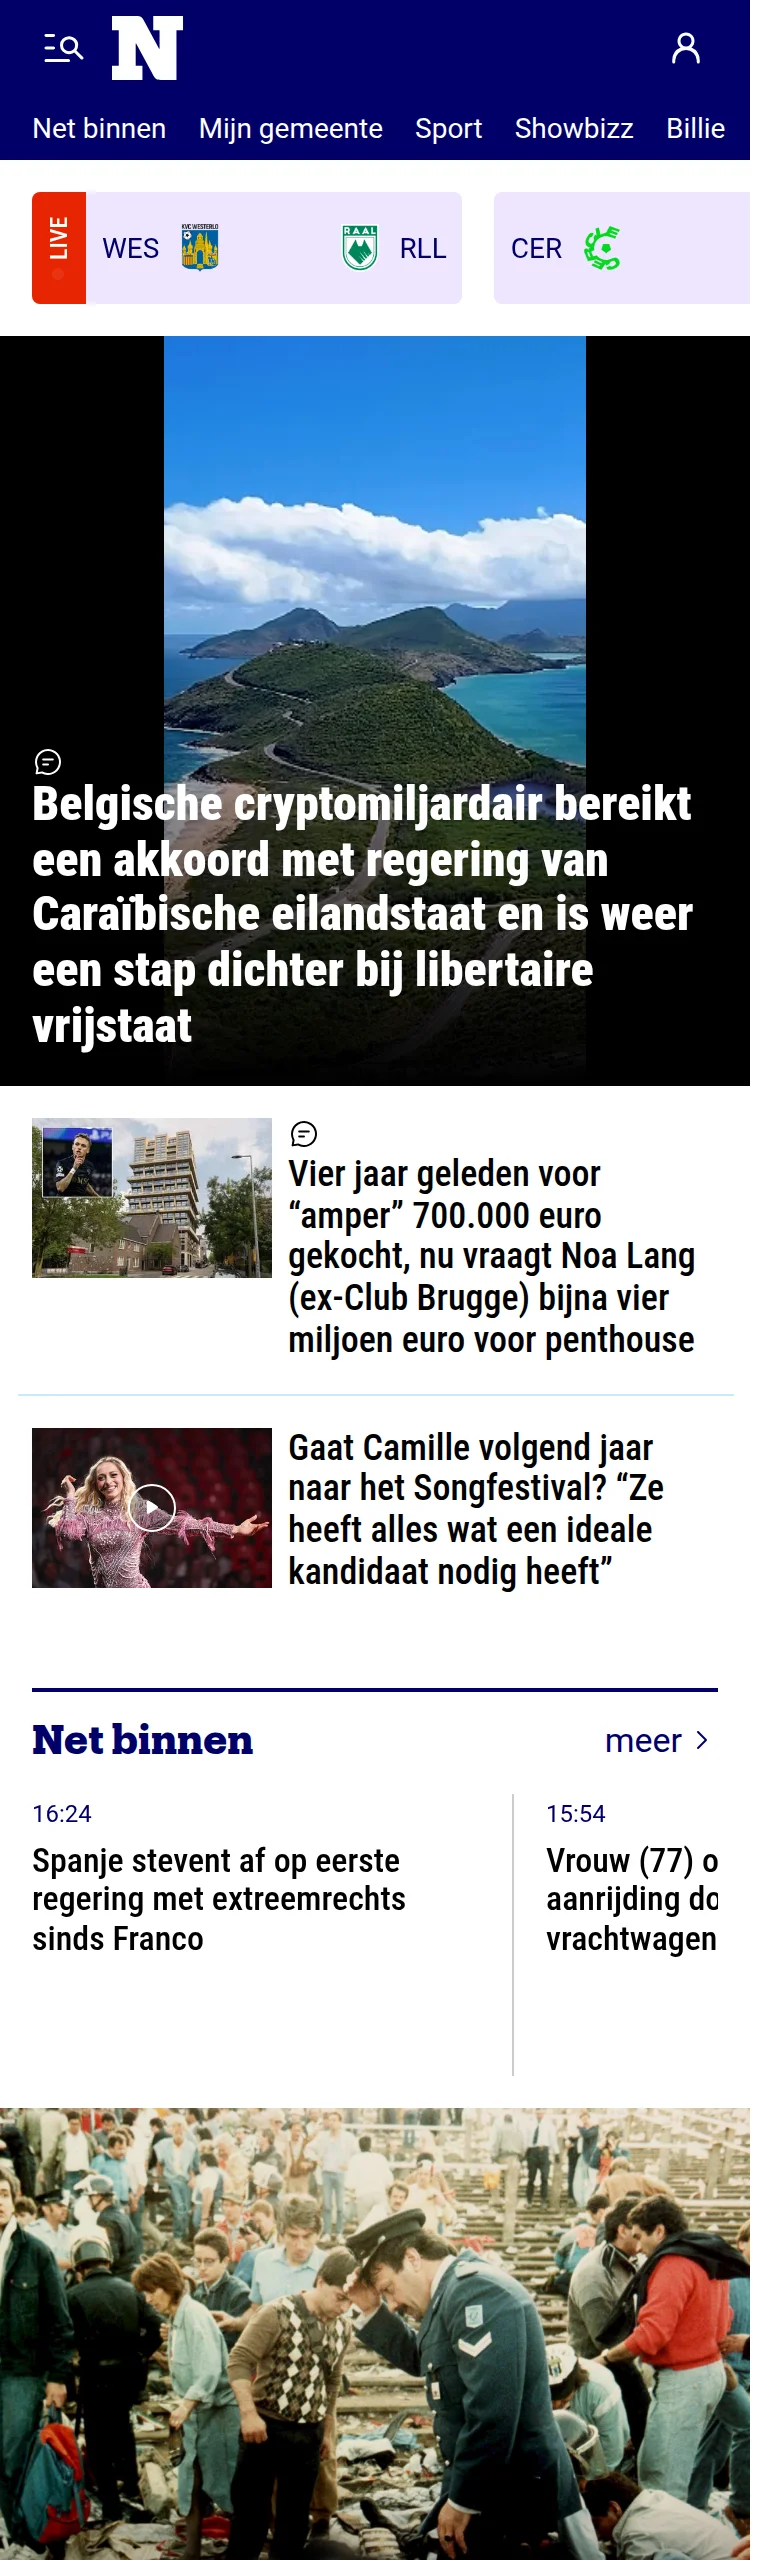 N
Net binnen Mijn gemeente Sport Showbizz Billie
LIVE
WES
KVC WESTERLO
RAAL
RLL
CER
Belgische cryptomiljardair bereikt
een akkoord met regering van
Caraïbische eilandstaat en is weer
een stap dichter bij libertaire
vrijstaat
Vier jaar geleden voor
“amper” 700.000 euro
gekocht, nu vraagt Noa Lang
(ex-Club Brugge) bijna vier
miljoen euro voor penthouse
Gaat Camille volgend jaar
naar het Songfestival? “Ze
heeft alles wat een ideale
kandidaat nodig heeft”
Net binnen
meer
16:24
Spanje stevent af op eerste
regering met extreemrechts
sinds Franco
15:54
Vrouw (77) o
aanrijding do
vrachtwagen